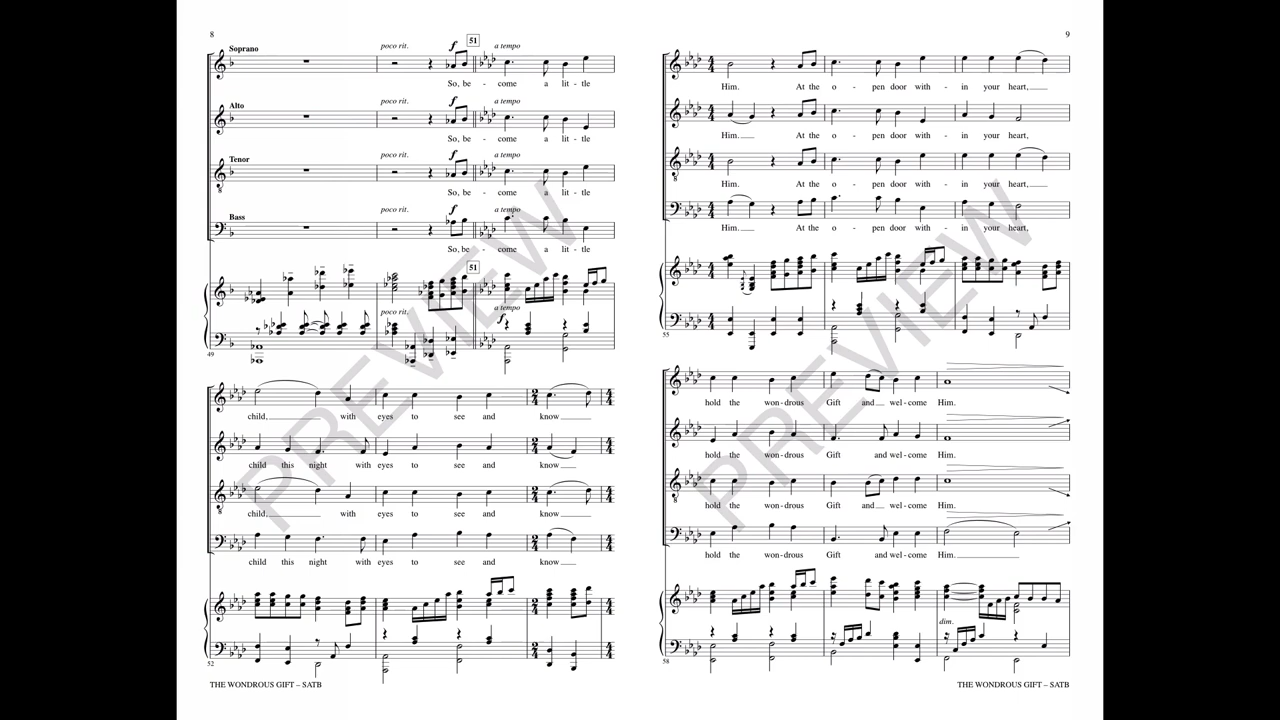 8
Soprano
poco rit.
f
51
a tempo
So, be - come a lit - tle
Alto
poco rit.
f
a tempo
So, be - come a lit - tle
Tenor
poco rit.
f
a tempo
So, be - come a lit - tle
Bass
poco rit.
f
a tempo
So, be - come a lit - tle
51
poco rit.
a tempo
f
49
child, with eyes to see and know
child this night with eyes to see and know
child, with eyes to see and know
child this night with eyes to see and know
52
THE WONDROUS GIFT – SATB
PREVIEW
9
Him. At the o - pen door with - in your heart,
Him. At the o - pen door with - in your heart,
Him. At the o - pen door with - in your heart,
Him. At the o - pen door with - in your heart,
55
hold the won - drous Gift and wel - come Him.
hold the won - drous Gift and wel - come Him.
hold the won - drous Gift and wel - come Him.
hold the won - drous Gift and wel - come Him.
dim.
58
THE WONDROUS GIFT – SATB
PREVIEW